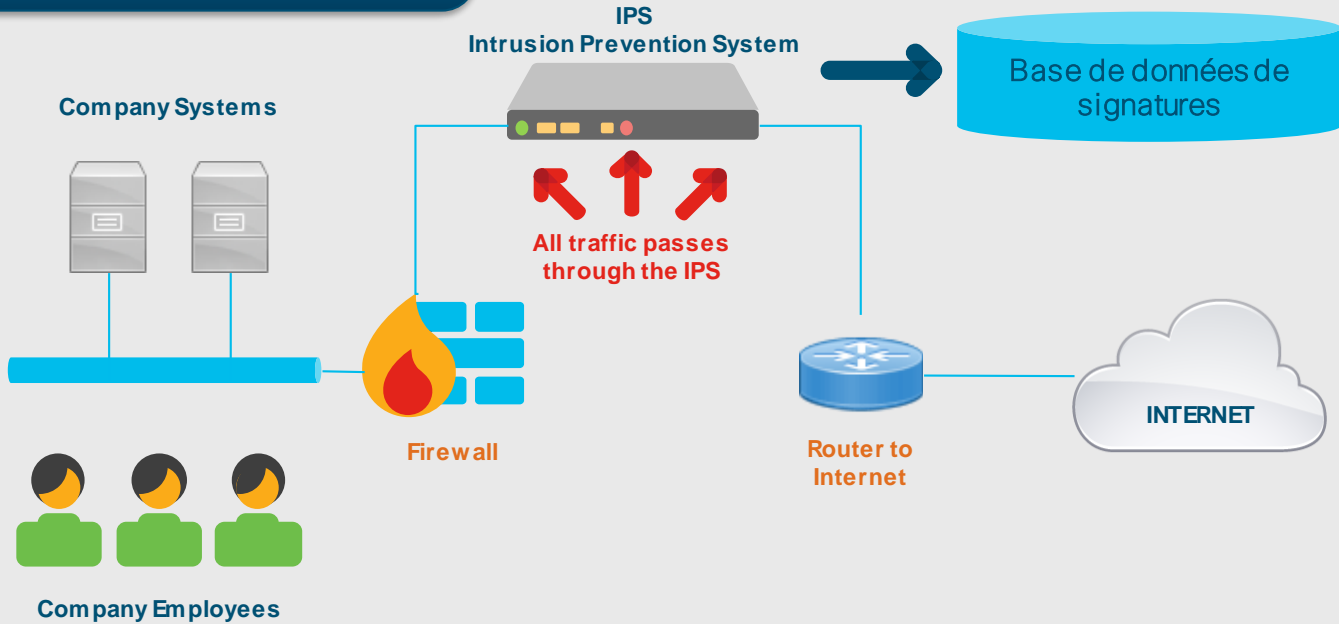 IPS
Intrusion Prevention System
Base de données de
signatures
Company Systems
All traffic passes
through the IPS
INTERNET
Firewall
Router to
Internet
Company Employees